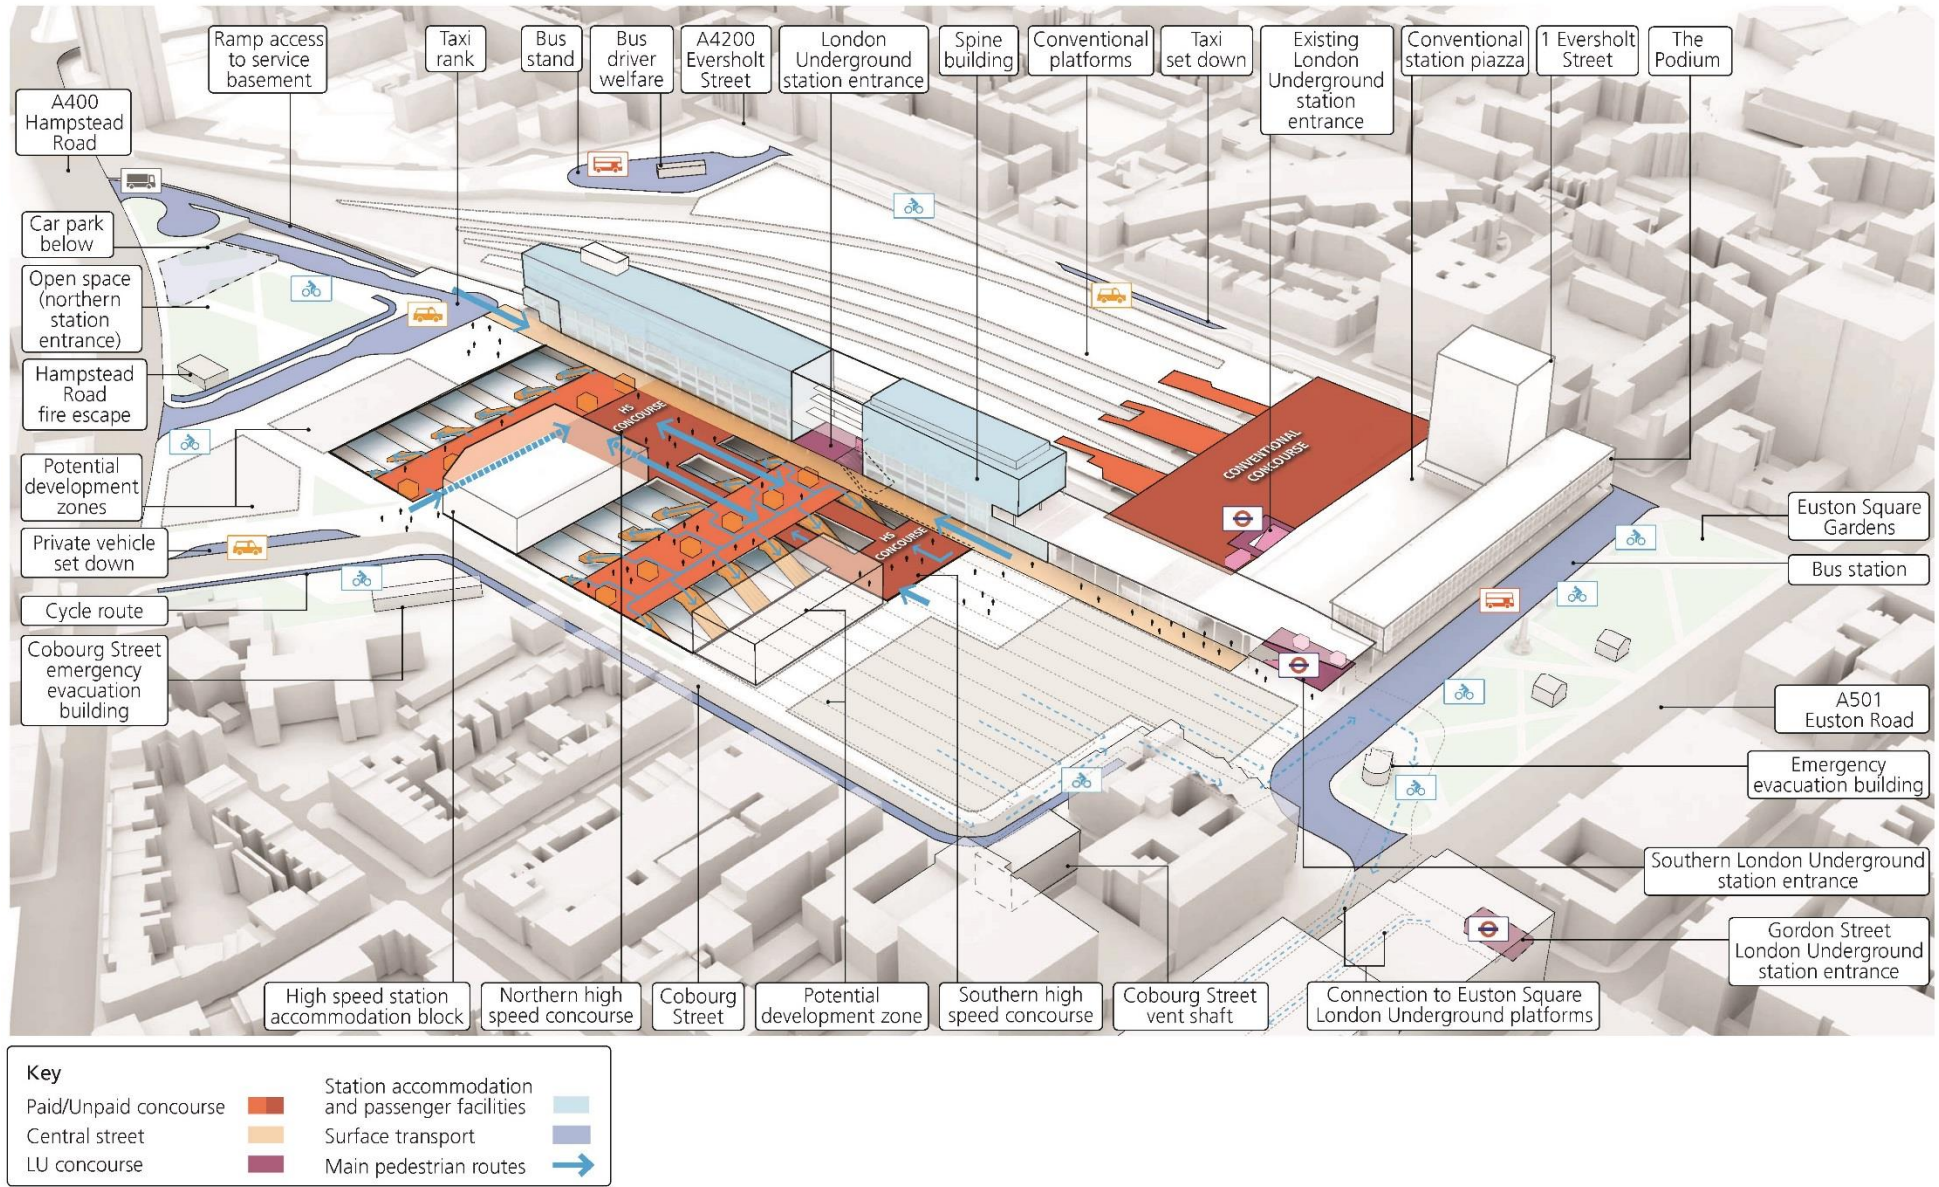 Ramp access
to service
basement
Taxi
rank
Bus
stand
Bus
driver
welfare
A4200
Eversholt
Street
London
Underground
station entrance
Spine
building
Conventional
platforms
Taxi
set down
Existing
London
Underground
station
entrance
Conventional
station piazza
1 Eversholt
Street
The
Podium
A400
Hampstead
Road
Car park
below
Open space
(northern
station
entrance)
Hampstead
Road
fire escape
Potential
development
zones
Private vehicle
set down
Cycle route
Cobourg Street
emergency
evacuation
building
HS
CONCOURSE
HS
CONCOURSE
CONVENTIONAL
CONCOURSE
Euston Square
Gardens
Bus station
A501
Euston Road
Emergency
evacuation building
Southern London Underground
station entrance
Gordon Street
London Underground
station entrance
High speed station
accommodation block
Northern high
speed concourse
Cobourg
Street
Potential
development zone
Southern high
speed concourse
Cobourg Street
vent shaft
Connection to Euston Square
London Underground platforms
Key
Paid/Unpaid concourse
Central street
LU concourse
Station accommodation
and passenger facilities
Surface transport
Main pedestrian routes